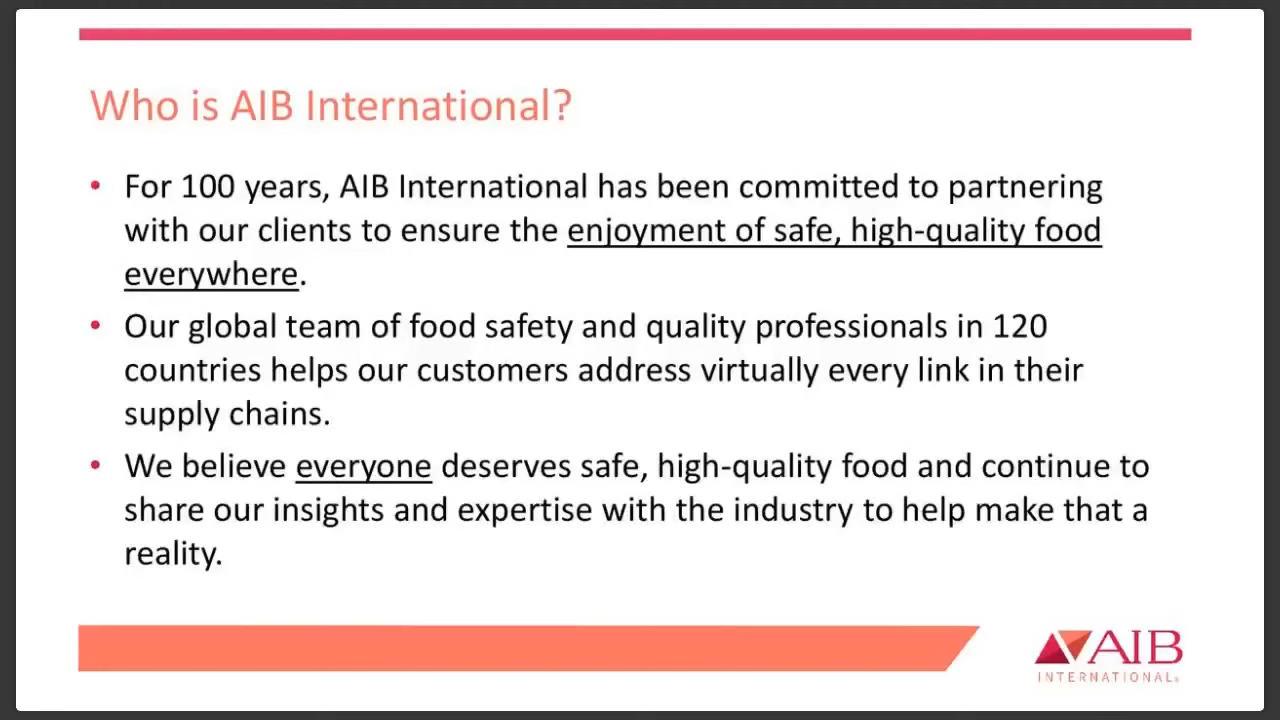 Who is AIB International?
• For 100 years, AIB International has been committed to partnering
with our clients to ensure the enjoyment of safe, high-quality food
everywhere.
• Our global team of food safety and quality professionals in 120
countries helps our customers address virtually every link in their
supply chains.
• We believe everyone deserves safe, high-quality food and continue to
share our insights and expertise with the industry to help make that a
reality.
AIB
INTERNATIONAL®